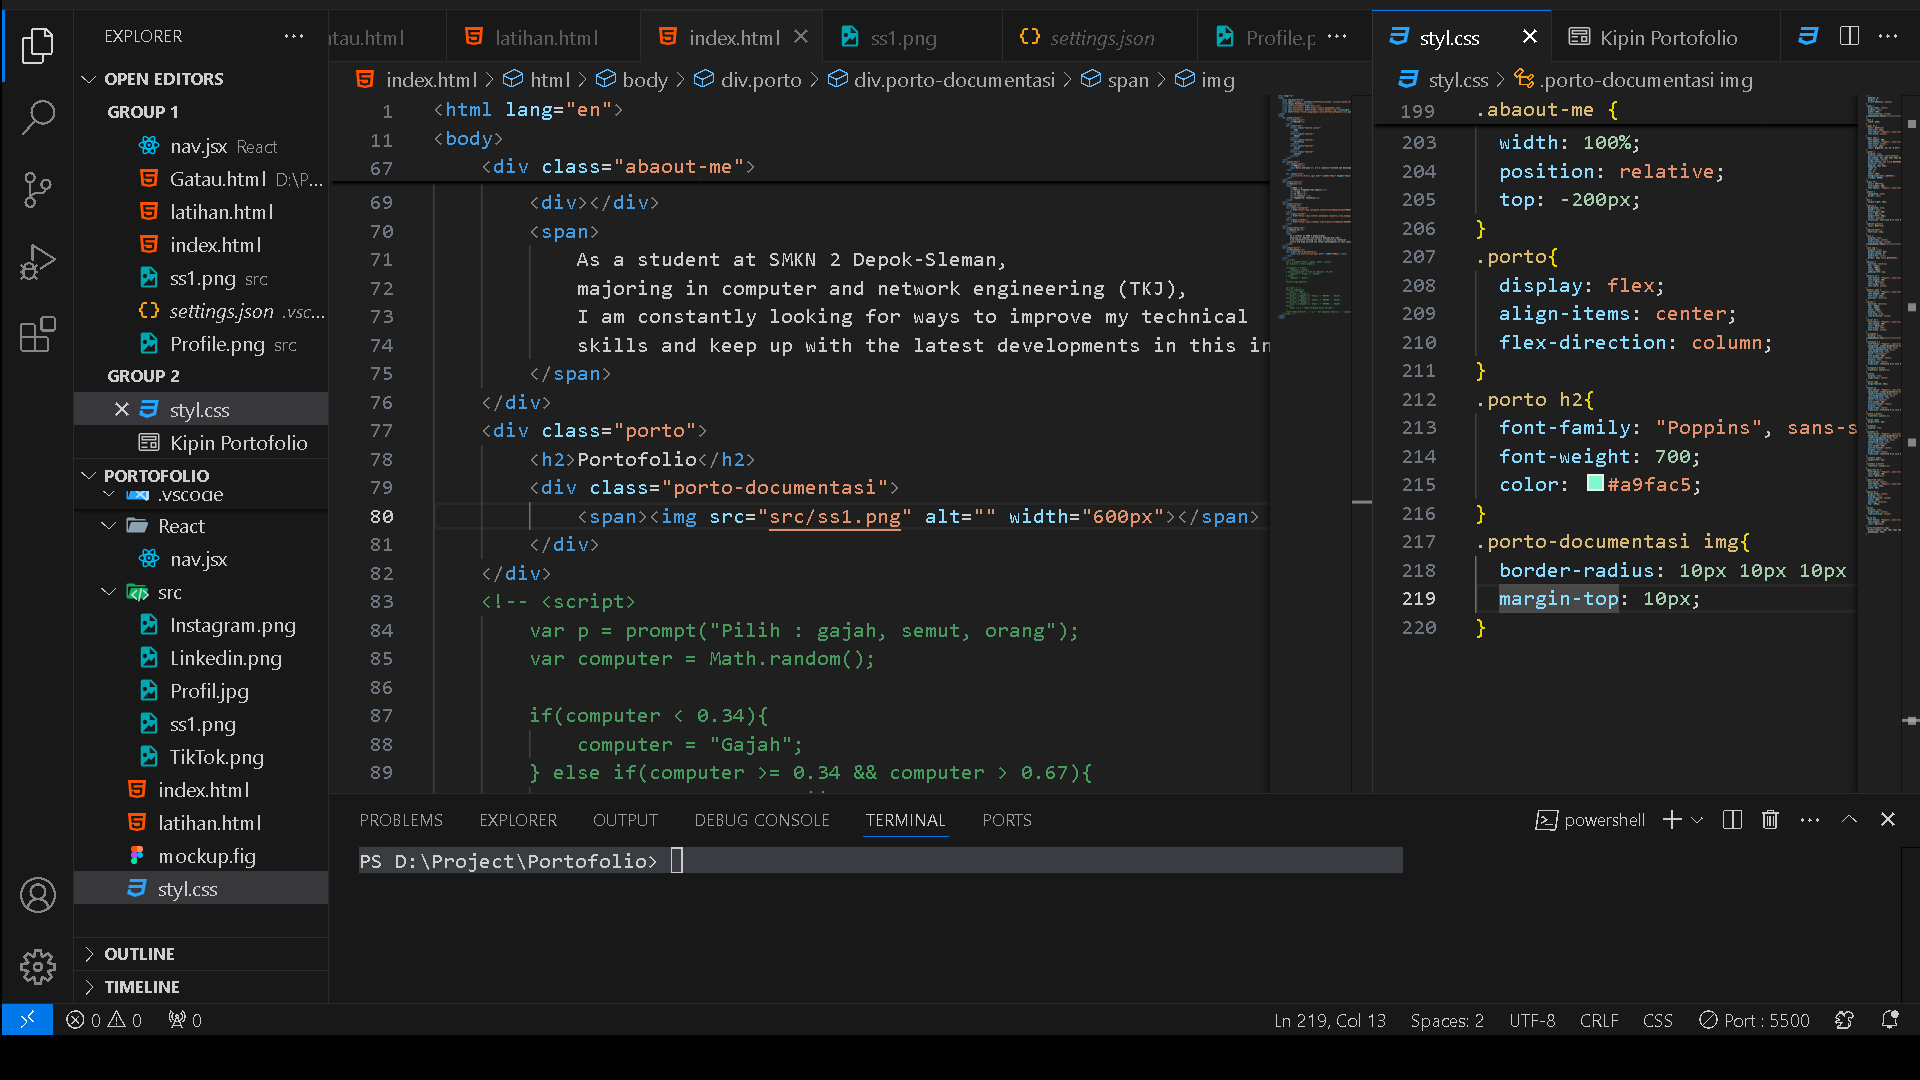 EXPLORER
OPEN EDITORS
GROUP 1
nav.jsx React
Gatau.html D:\P...
latihan.html
index.html
ss1.png src
settings.json .vsc...
Profile.png src
GROUP 2
styl.css
Kipin Portofolio
PORTOFOLIO
.vscode
React
nav.jsx
src
Instagram.png
Linkedin.png
Profil.jpg
ss1.png
TikTok.png
index.html
latihan.html
mockup.fig
styl.css
OUTLINE
TIMELINE
atau.html latihan.html index.html ss1.png settings.json Profile.p
index.html > html > body > div.porto > div.porto-documentasi > span > img
1 <html lang="en">
11 <body>
67 <div class="abaout-me">
69 <div></div>
70 <span>
71 As a student at SMKN 2 Depok-Sleman,
72 majoring in computer and network engineering (TKJ),
73 I am constantly looking for ways to improve my technical
74 skills and keep up with the latest developments in this in
75 </span>
76 </div>
77 <div class="porto">
78 <h2>Portofolio</h2>
79 <div class="porto-documentasi">
80 <span><img src="src/ss1.png" alt="" width="600px"></span>
81 </div>
82 </div>
83 <!-- <script>
84 var p = prompt("Pilih : gajah, semut, orang");
85 var computer = Math.random();
86
87 if(computer < 0.34){
88 computer = "Gajah";
89 } else if(computer >= 0.34 && computer > 0.67){
styl.css Kipin Portofolio
styl.css > .porto-documentasi img
199 .abaout-me {
203 width: 100%;
204 position: relative;
205 top: -200px;
206 }
207 .porto{
208 display: flex;
209 align-items: center;
210 flex-direction: column;
211 }
212 .porto h2{
213 font-family: "Poppins", sans-s
214 font-weight: 700;
215 color: #a9fac5;
216 }
217 .porto-documentasi img{
218 border-radius: 10px 10px 10px
219 margin-top: 10px;
220 }
PROBLEMS EXPLORER OUTPUT DEBUG CONSOLE TERMINAL PORTS
powershell
PS D:\Project\Portofolio>
0 0 0
Ln 219, Col 13 Spaces: 2 UTF-8 CRLF CSS Port : 5500